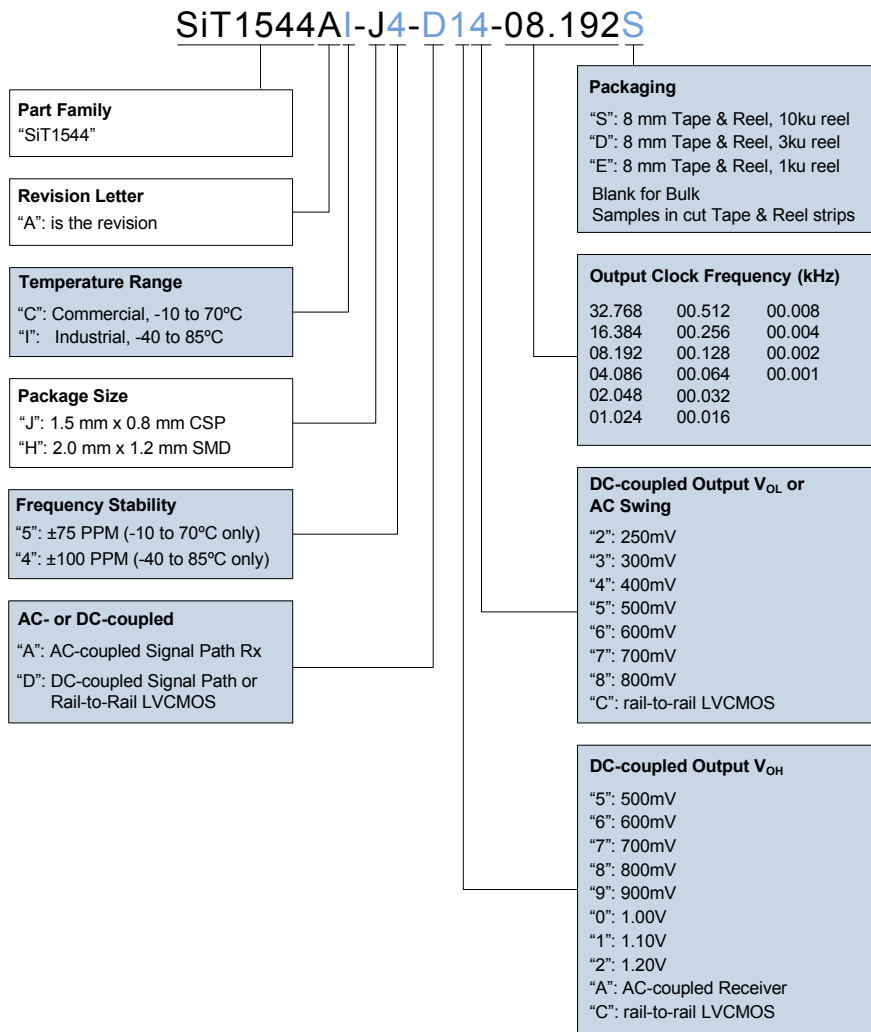 SiT1544AI-J4-D14-08.192S
Part Family
“SiT1544”
Revision Letter
“A”: is the revision
Temperature Range
“C”: Commercial, -10 to 70ºC
“I”: Industrial, -40 to 85ºC
Package Size
“J”: 1.5 mm x 0.8 mm CSP
“H”: 2.0 mm x 1.2 mm SMD
Frequency Stability
“5”: ±75 PPM (-10 to 70ºC only)
“4”: ±100 PPM (-40 to 85ºC only)
AC- or DC-coupled
“A”: AC-coupled Signal Path Rx
“D”: DC-coupled Signal Path or
Rail-to-Rail LVCMOS
Packaging
“S”: 8 mm Tape & Reel, 10ku reel
“D”: 8 mm Tape & Reel, 3ku reel
“E”: 8 mm Tape & Reel, 1ku reel
Blank for Bulk
Samples in cut Tape & Reel strips
Output Clock Frequency (kHz)
32.768 00.512 00.008
16.384 00.256 00.004
08.192 00.128 00.002
04.086 00.064 00.001
02.048 00.032
01.024 00.016
DC-coupled Output VOL or
AC Swing
“2”: 250mV
“3”: 300mV
“4”: 400mV
“5”: 500mV
“6”: 600mV
“7”: 700mV
“8”: 800mV
“C”: rail-to-rail LVCMOS
DC-coupled Output VOH
“5”: 500mV
“6”: 600mV
“7”: 700mV
“8”: 800mV
“9”: 900mV
“0”: 1.00V
“1”: 1.10V
“2”: 1.20V
“A”: AC-coupled Receiver
“C”: rail-to-rail LVCMOS